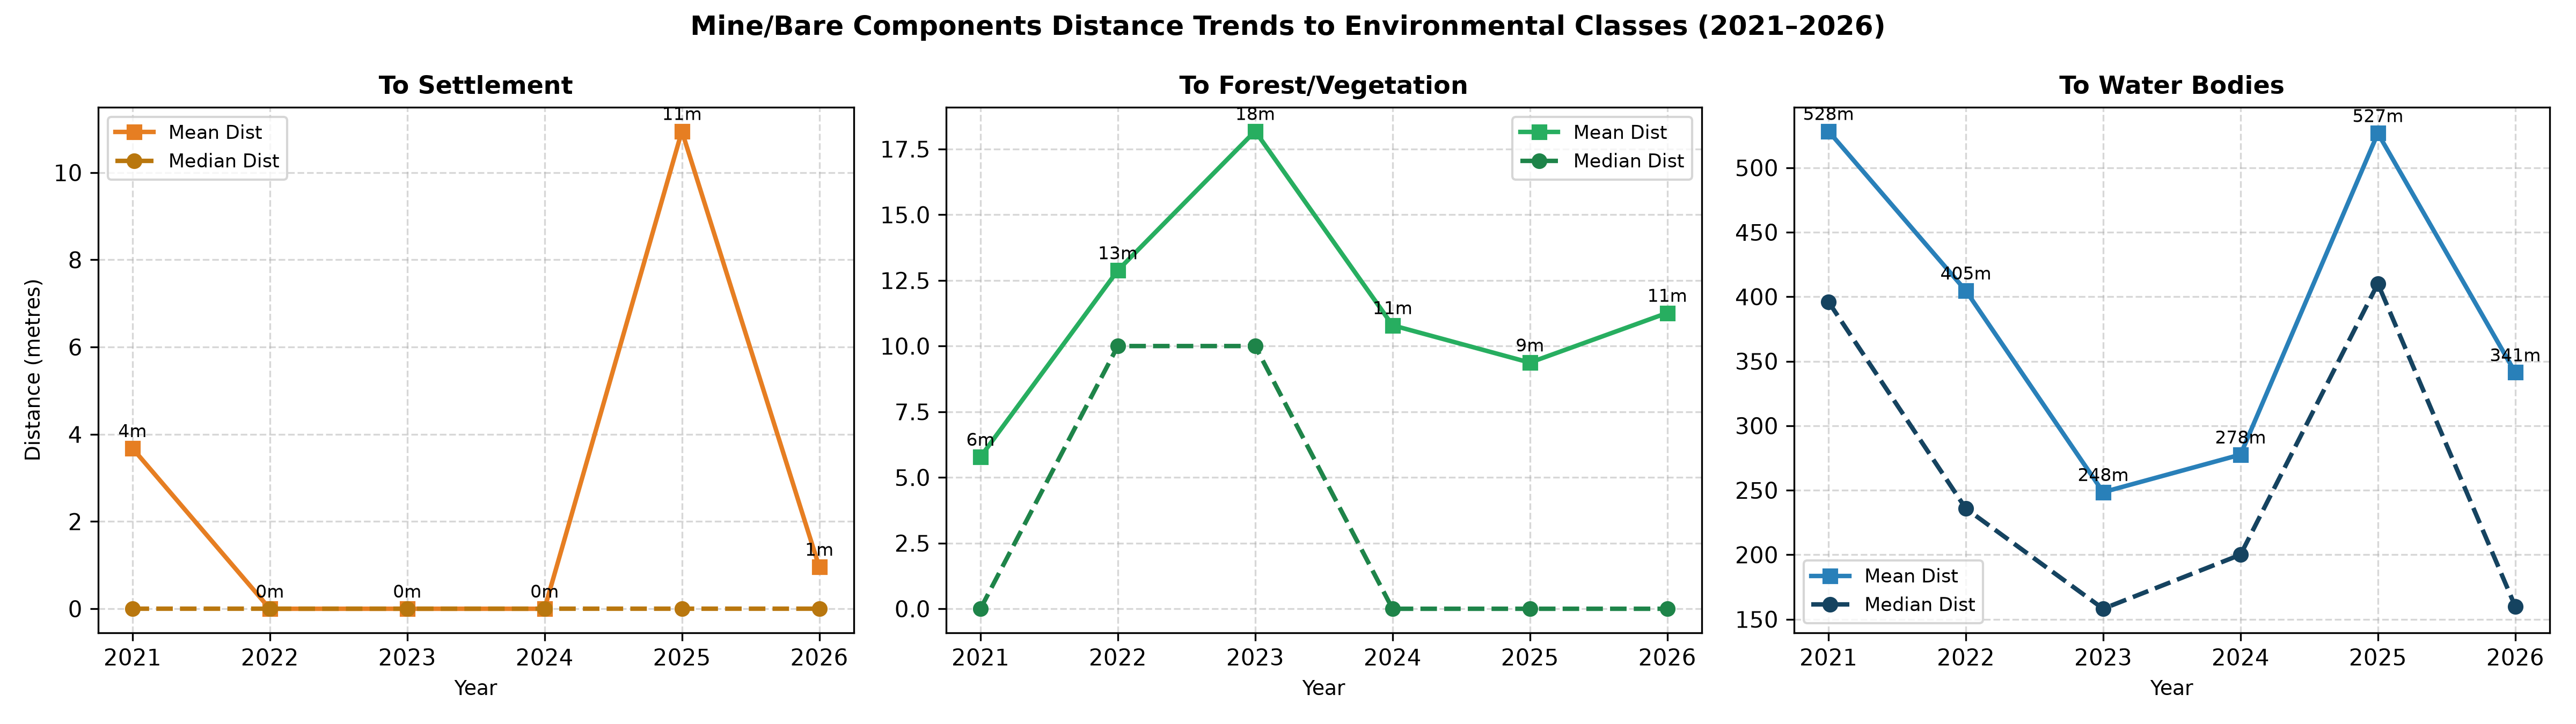 Mine/Bare Components Distance Trends to Environmental Classes (2021–2026)
To Settlement
Mean Dist
Median Dist
Distance (metres)
10
8
6
4
2
0
4m
0m
0m
0m
11m
1m
2021 2022 2023 2024 2025 2026
Year
To Forest/Vegetation
Mean Dist
Median Dist
17.5
15.0
12.5
10.0
7.5
5.0
2.5
0.0
6m
13m
18m
11m
9m
11m
2021 2022 2023 2024 2025 2026
Year
To Water Bodies
Mean Dist
Median Dist
500
450
400
350
300
250
200
150
528m
405m
248m
278m
527m
341m
2021 2022 2023 2024 2025 2026
Year